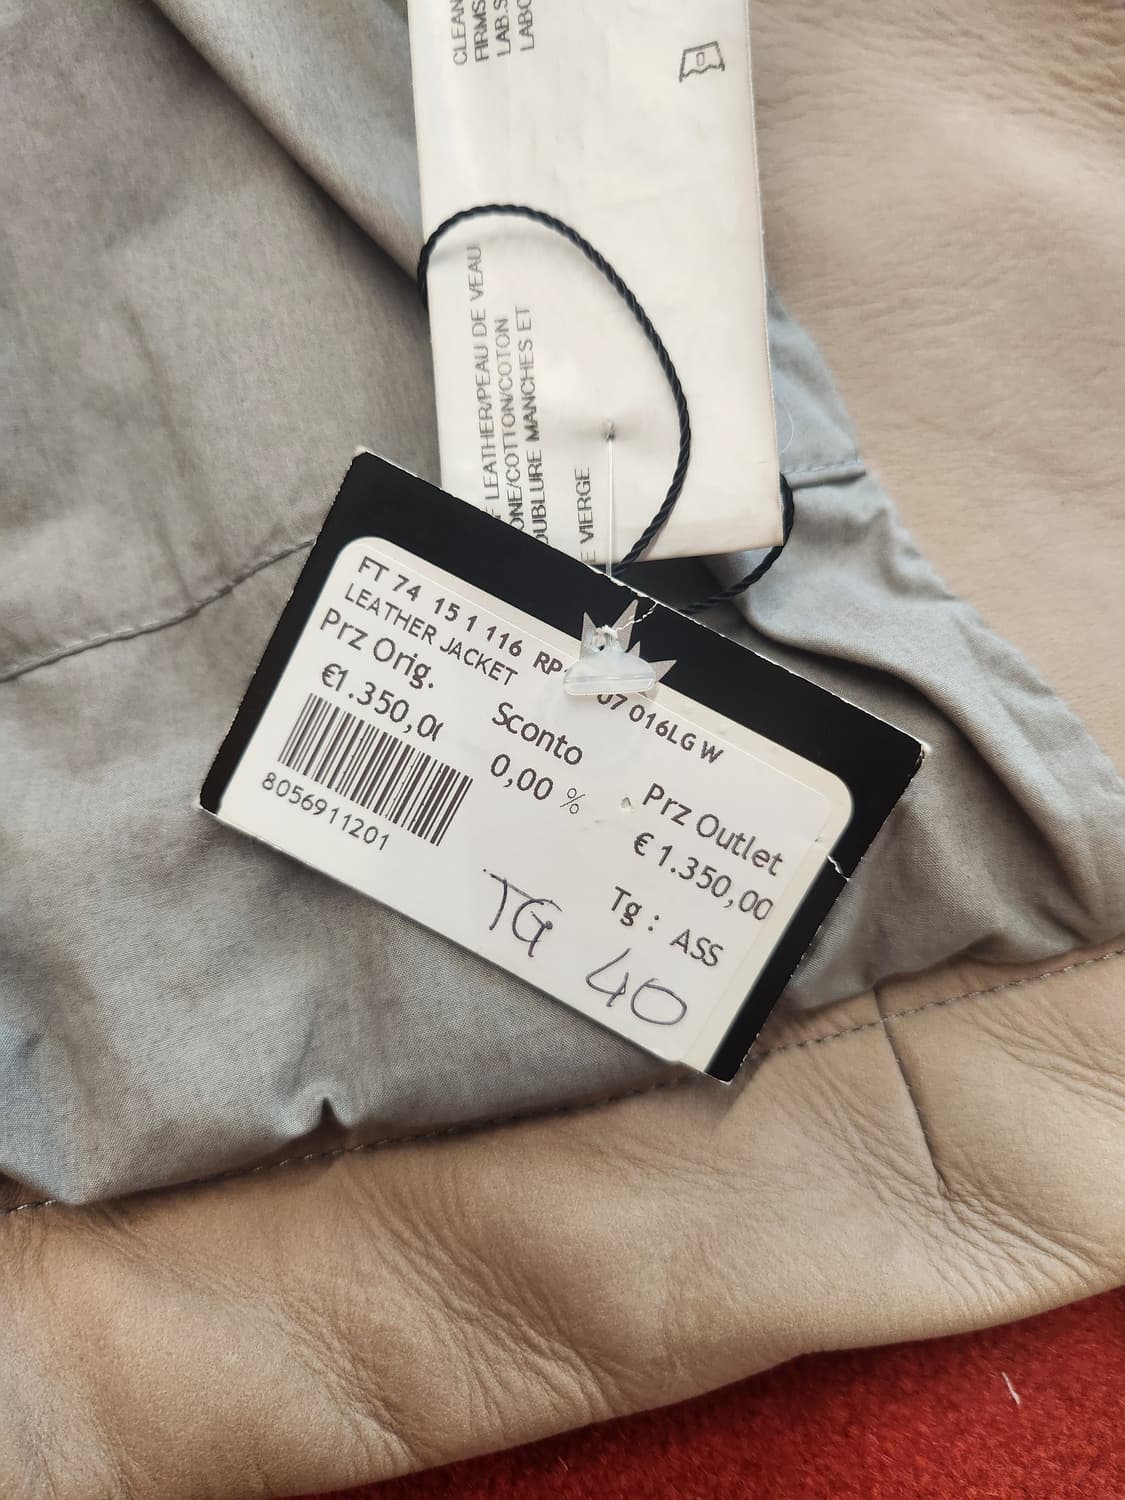 CLEAN
FIRMS
LAB.S
LABO
LEATHER/PEAU DE VEAU
ONE/COTTON/COTON
OUBLURE MANCHES ET
E VIERGE
FT 74 15 1 116 RP 07 016LG W
LEATHER JACKET
Prz Orig.
€1.350,00
Sconto
0,00 %
Prz Outlet
€ 1.350,00
8056911201
Tg : ASS
TG 40